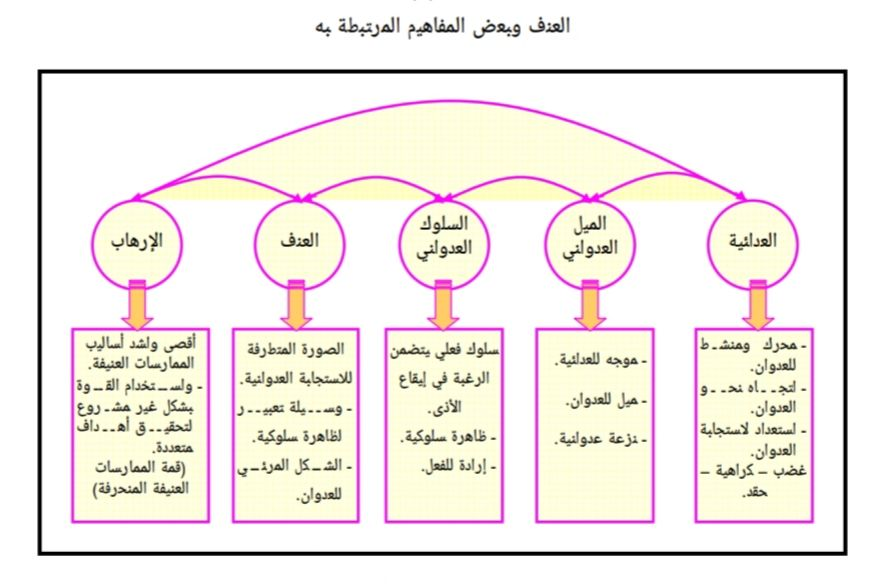 العنف وبعض المفاهيم المرتبطة به
العدائية
الميل
العدواني
السلوك
العدواني
العنف
الإرهاب
- محرك ومنشط
للعدوان.
- اتجاه نحو
العدوان.
- استعداد لاستجابة
العدوان.
غضب – كراهية –
حقد.
- موجه للعدائية.
- ميل للعدوان.
- نزعة عدوانية.
سلوك فعلي يتضمن
الرغبة في إيقاع
الأذى.
- ظاهرة سلوكية.
- إرادة للفعل.
الصورة المتطرفة
للاستجابة العدوانية.
- وسيلة تعبير
لظاهرة سلوكية.
- الشكل المرئي
للعدوان.
أقصى واشد أساليب
الممارسات العنيفة.
- واستخدام القوة
بشكل غير مشروع
لتحقيق أهداف
متعددة.
(قمة الممارسات
العنيفة المنحرفة)